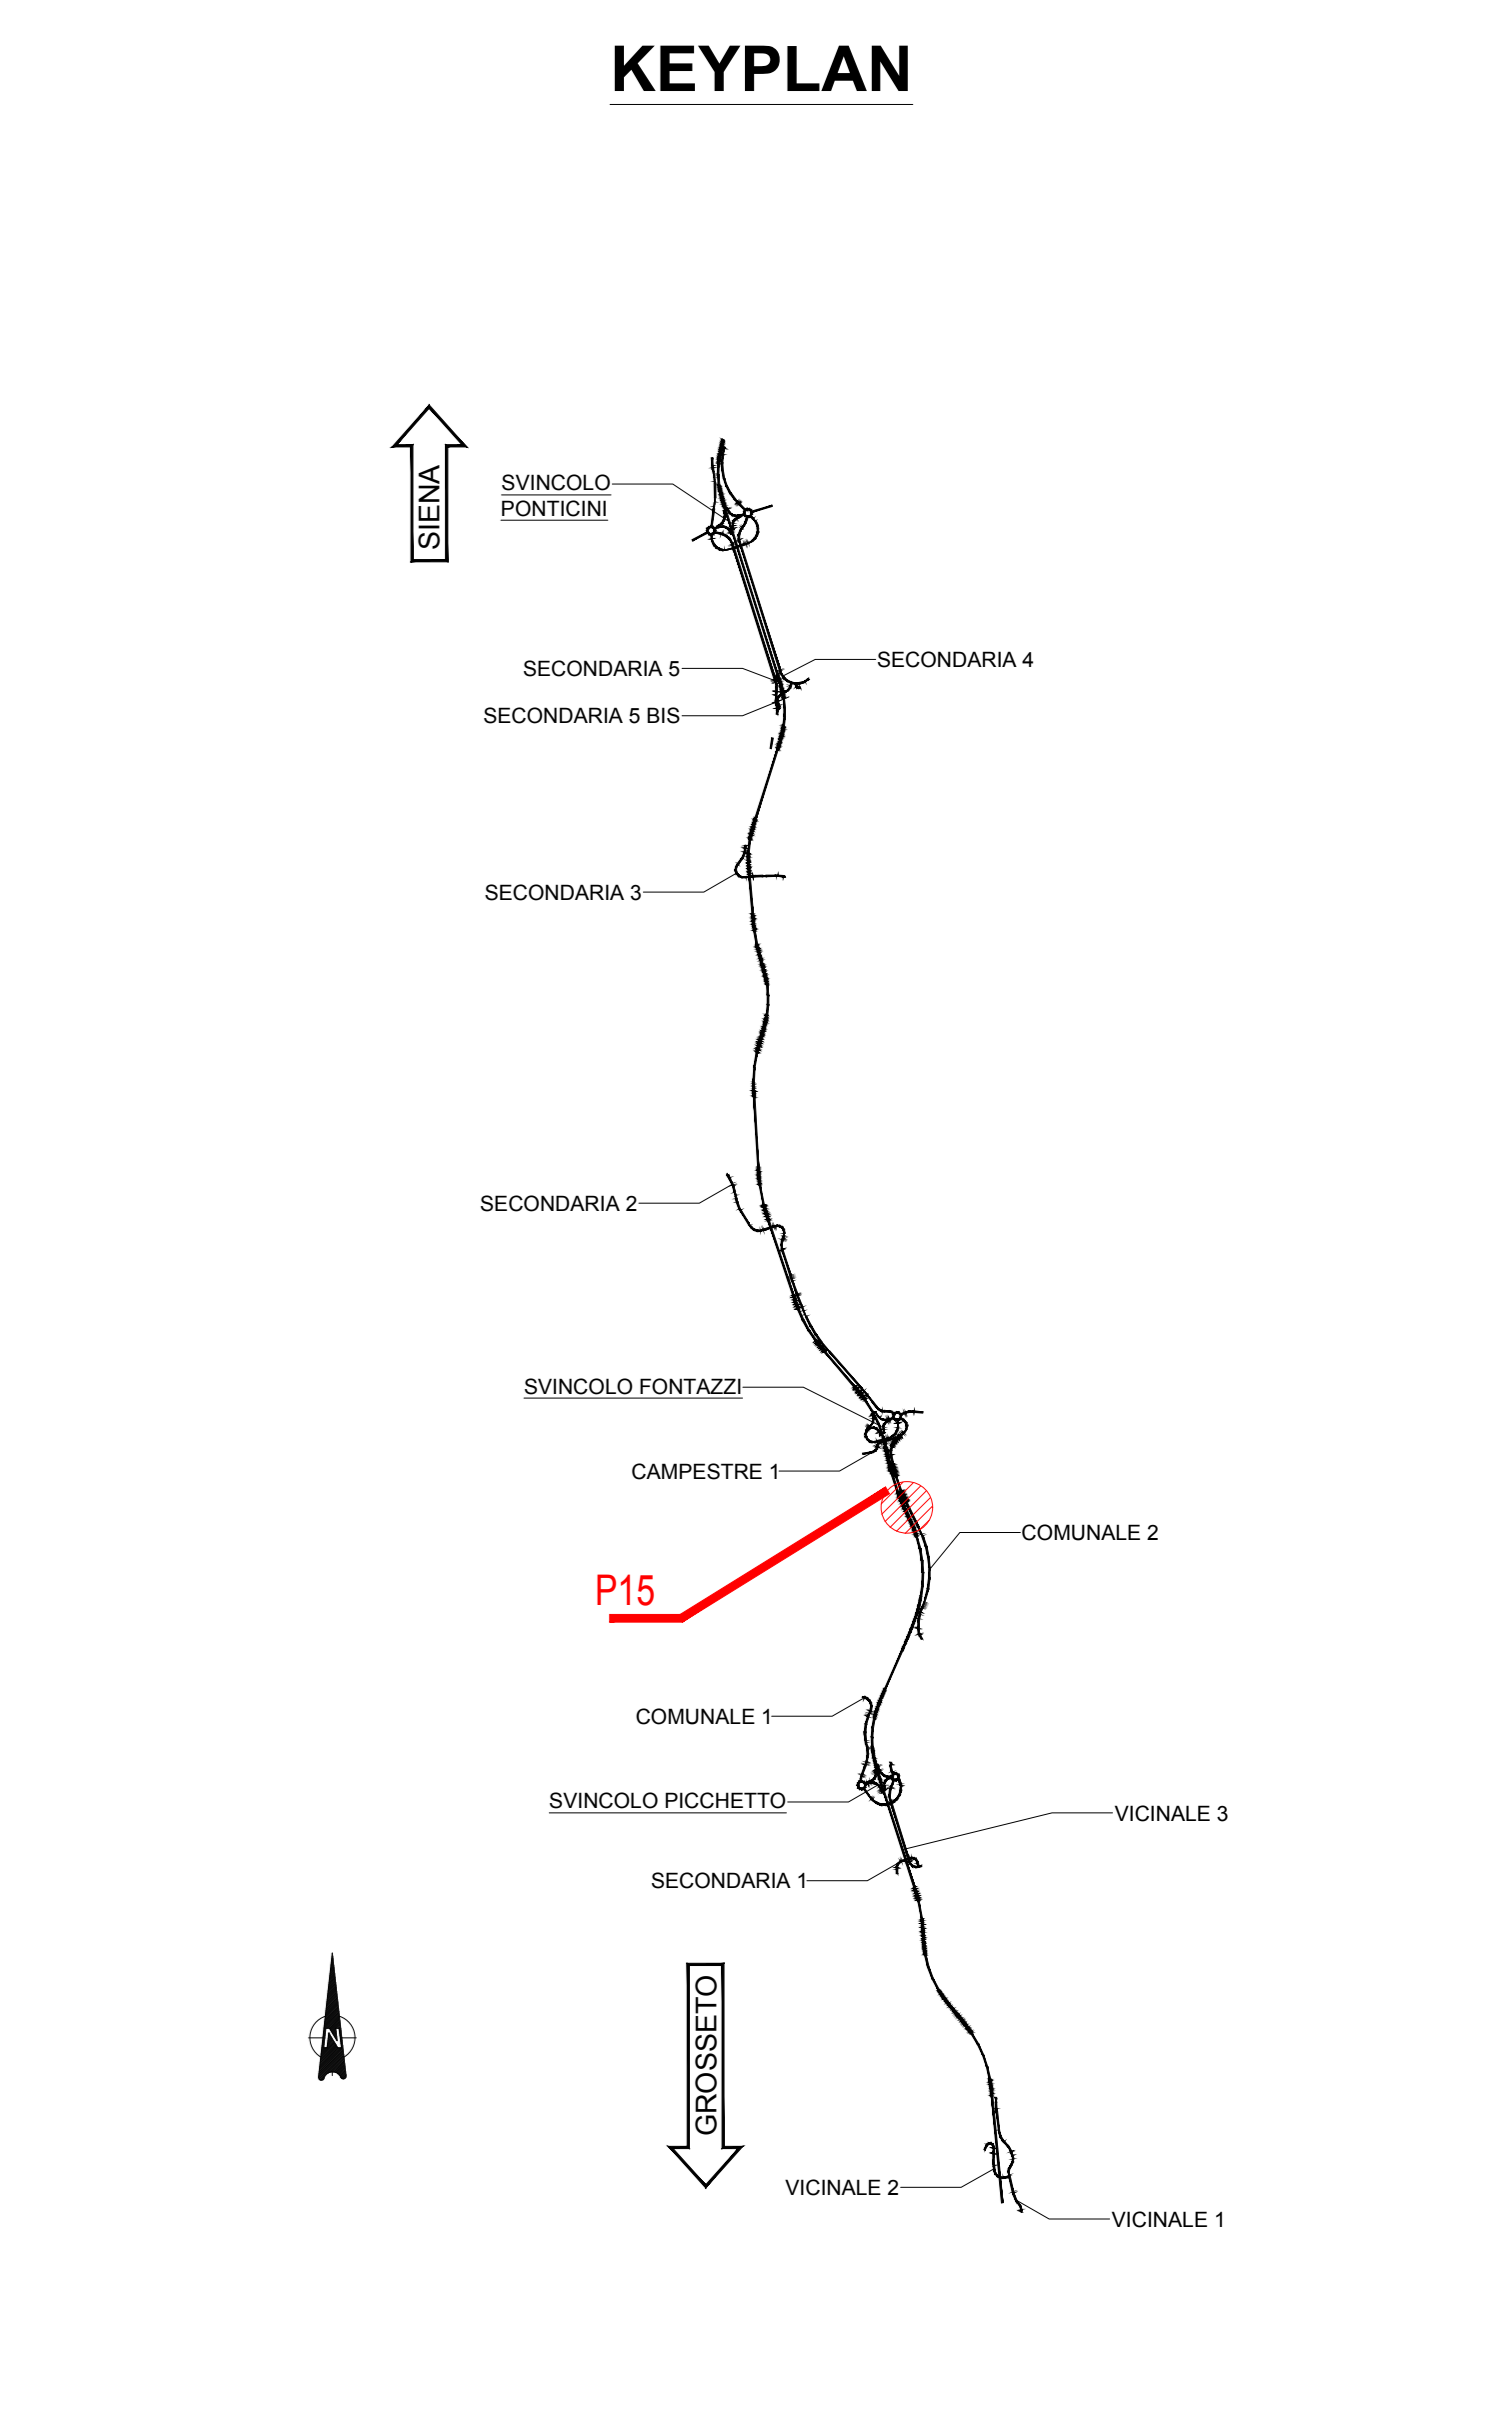 KEYPLAN
SIENA
SVINCOLO
PONTICINI
SECONDARIA 4
SECONDARIA 5
SECONDARIA 5 BIS
SECONDARIA 3
SECONDARIA 2
SVINCOLO FONTAZZI
CAMPESTRE 1
COMUNALE 2
P15
COMUNALE 1
SVINCOLO PICCHETTO
VICINALE 3
SECONDARIA 1
GROSSETO
N
VICINALE 2
VICINALE 1